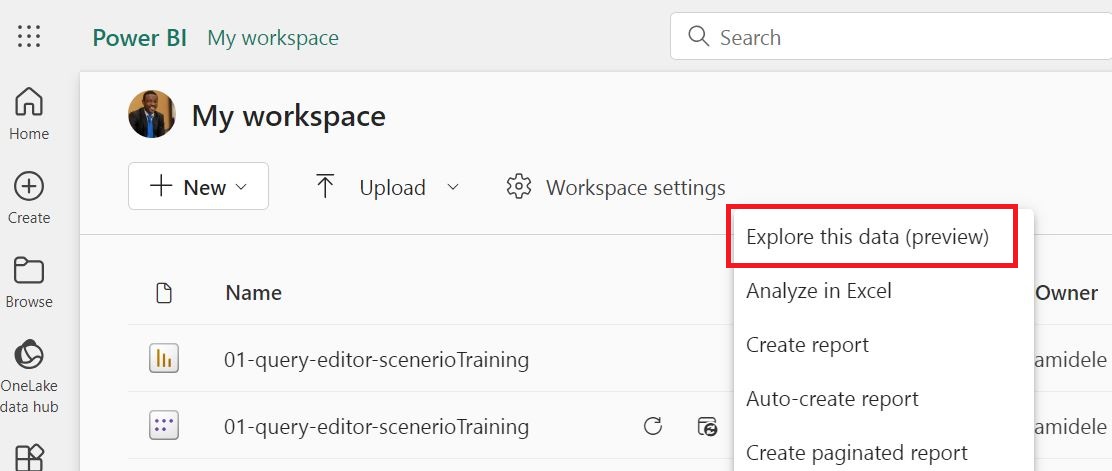 Power BI My workspace
Search
My workspace
Home
New
Upload
Workspace settings
Create
Explore this data (preview)
Analyze in Excel
Browse
Name
Owner
Create report
01-query-editor-scenerioTraining
amidele
OneLake
data hub
Auto-create report
01-query-editor-scenerioTraining
amidele
Create paginated report